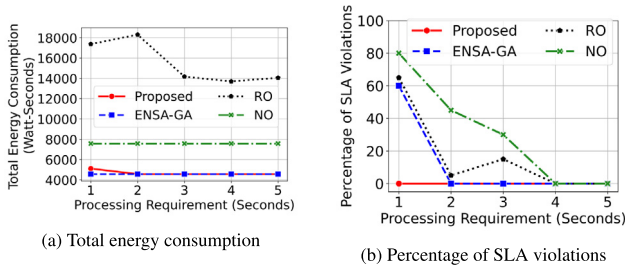 Total Energy Consumption
(Watt-Seconds)
18000
16000
14000
12000
10000
8000
6000
4000
Proposed
RO
ENSA-GA
NO
1 2 3 4 5
Processing Requirement (Seconds)
(a) Total energy consumption
Percentage of SLA Violations
100
80
60
40
20
0
Proposed
RO
ENSA-GA
NO
1 2 3 4 5
Processing Requirement (Seconds)
(b) Percentage of SLA violations